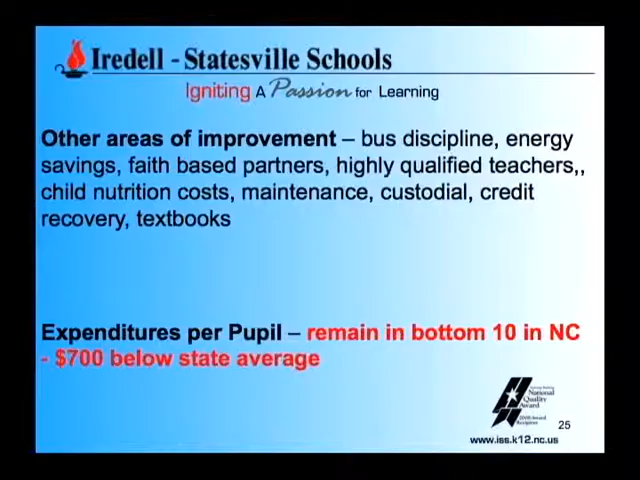 Iredell - Statesville Schools
Igniting A Passion for Learning
Other areas of improvement – bus discipline, energy
savings, faith based partners, highly qualified teachers,,
child nutrition costs, maintenance, custodial, credit
recovery, textbooks
Expenditures per Pupil – remain in bottom 10 in NC
- $700 below state average
National
Quality
Award
25
www.iss.k12.nc.us